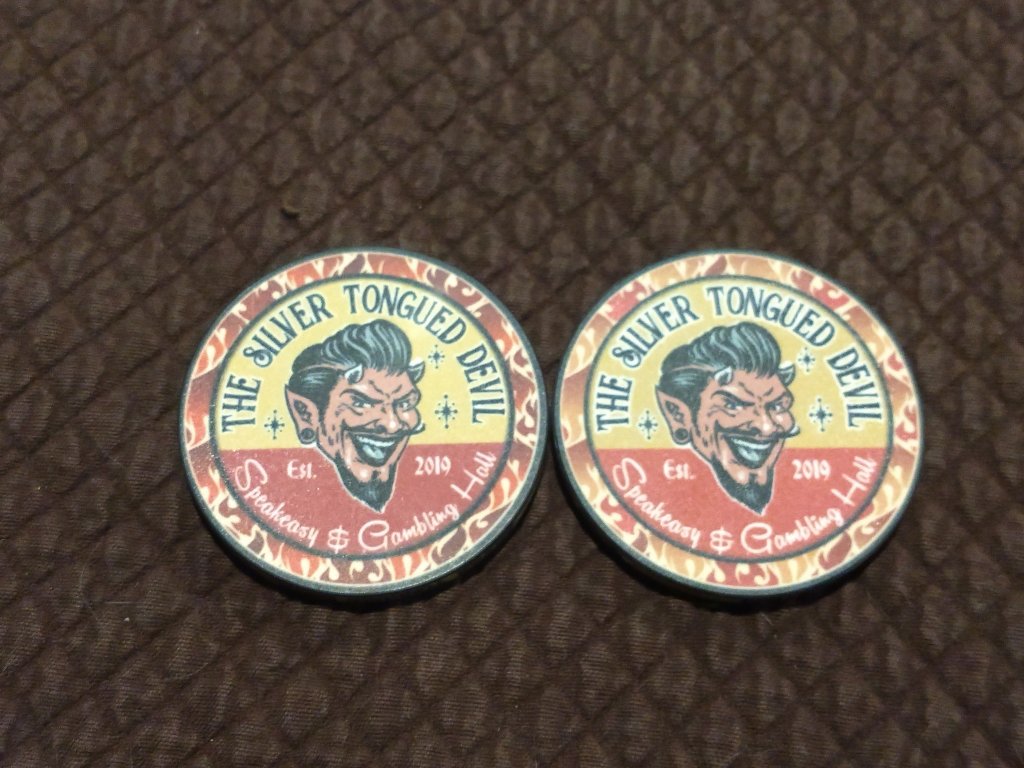 THE SILVER TONGUED DEVIL
Est. 2019
Speakeasy & Gambling Hall
THE SILVER TONGUED DEVIL
Est. 2019
Speakeasy & Gambling Hall